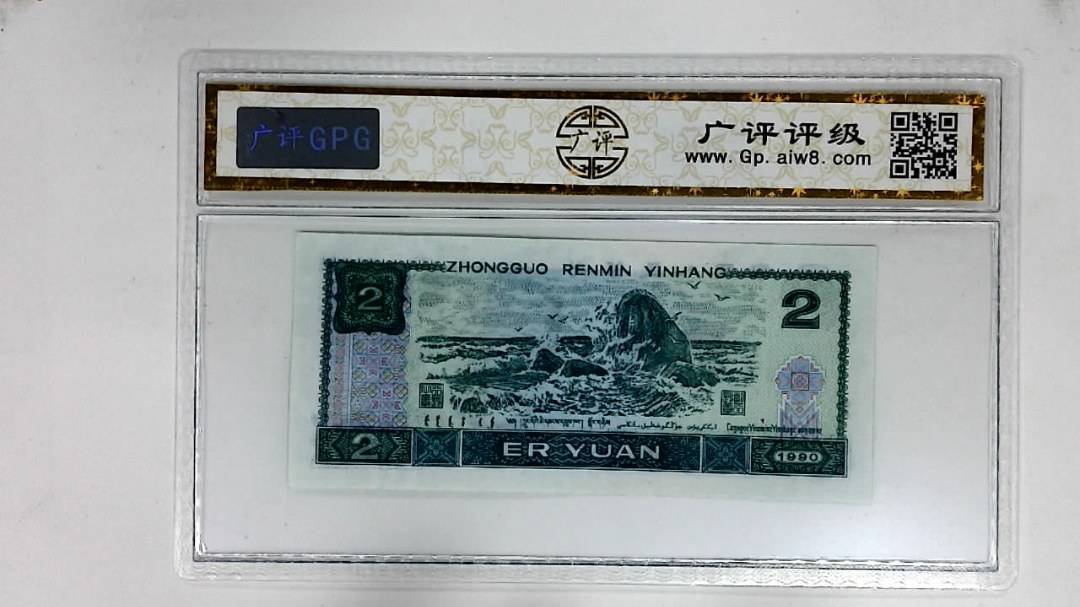 广评GPG
广评
广评评级
www.Gp.aiw8.com
ZHONGGUO RENMIN YINHANG
2
2
2
ER YUAN
1990